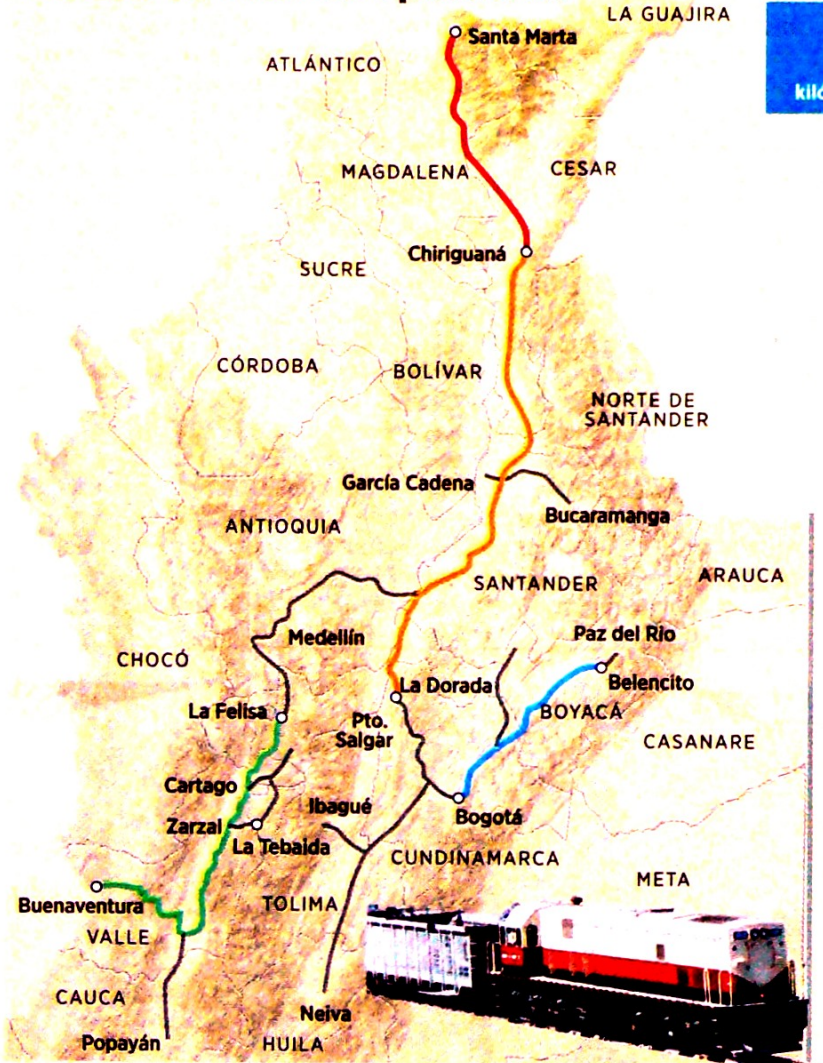 LA GUAJIRA
Santa Marta
ATLÁNTICO
MAGDALENA
CESAR
Chiriguaná
SUCRE
CÓRDOBA
BOLÍVAR
NORTE DE
SANTANDER
García Cadena
Bucaramanga
ANTIOQUIA
SANTANDER
ARAUCA
Medellín
Paz del Rio
CHOCÓ
La Dorada
Belencito
La Felisa
Pto.
Salgar
BOYACÁ
CASANARE
Cartago
Ibagué
Bogotá
Zarzal
La Tebaida
CUNDINAMARCA
META
Buenaventura
TOLIMA
VALLE
CAUCA
Neiva
Popayán
HUILA